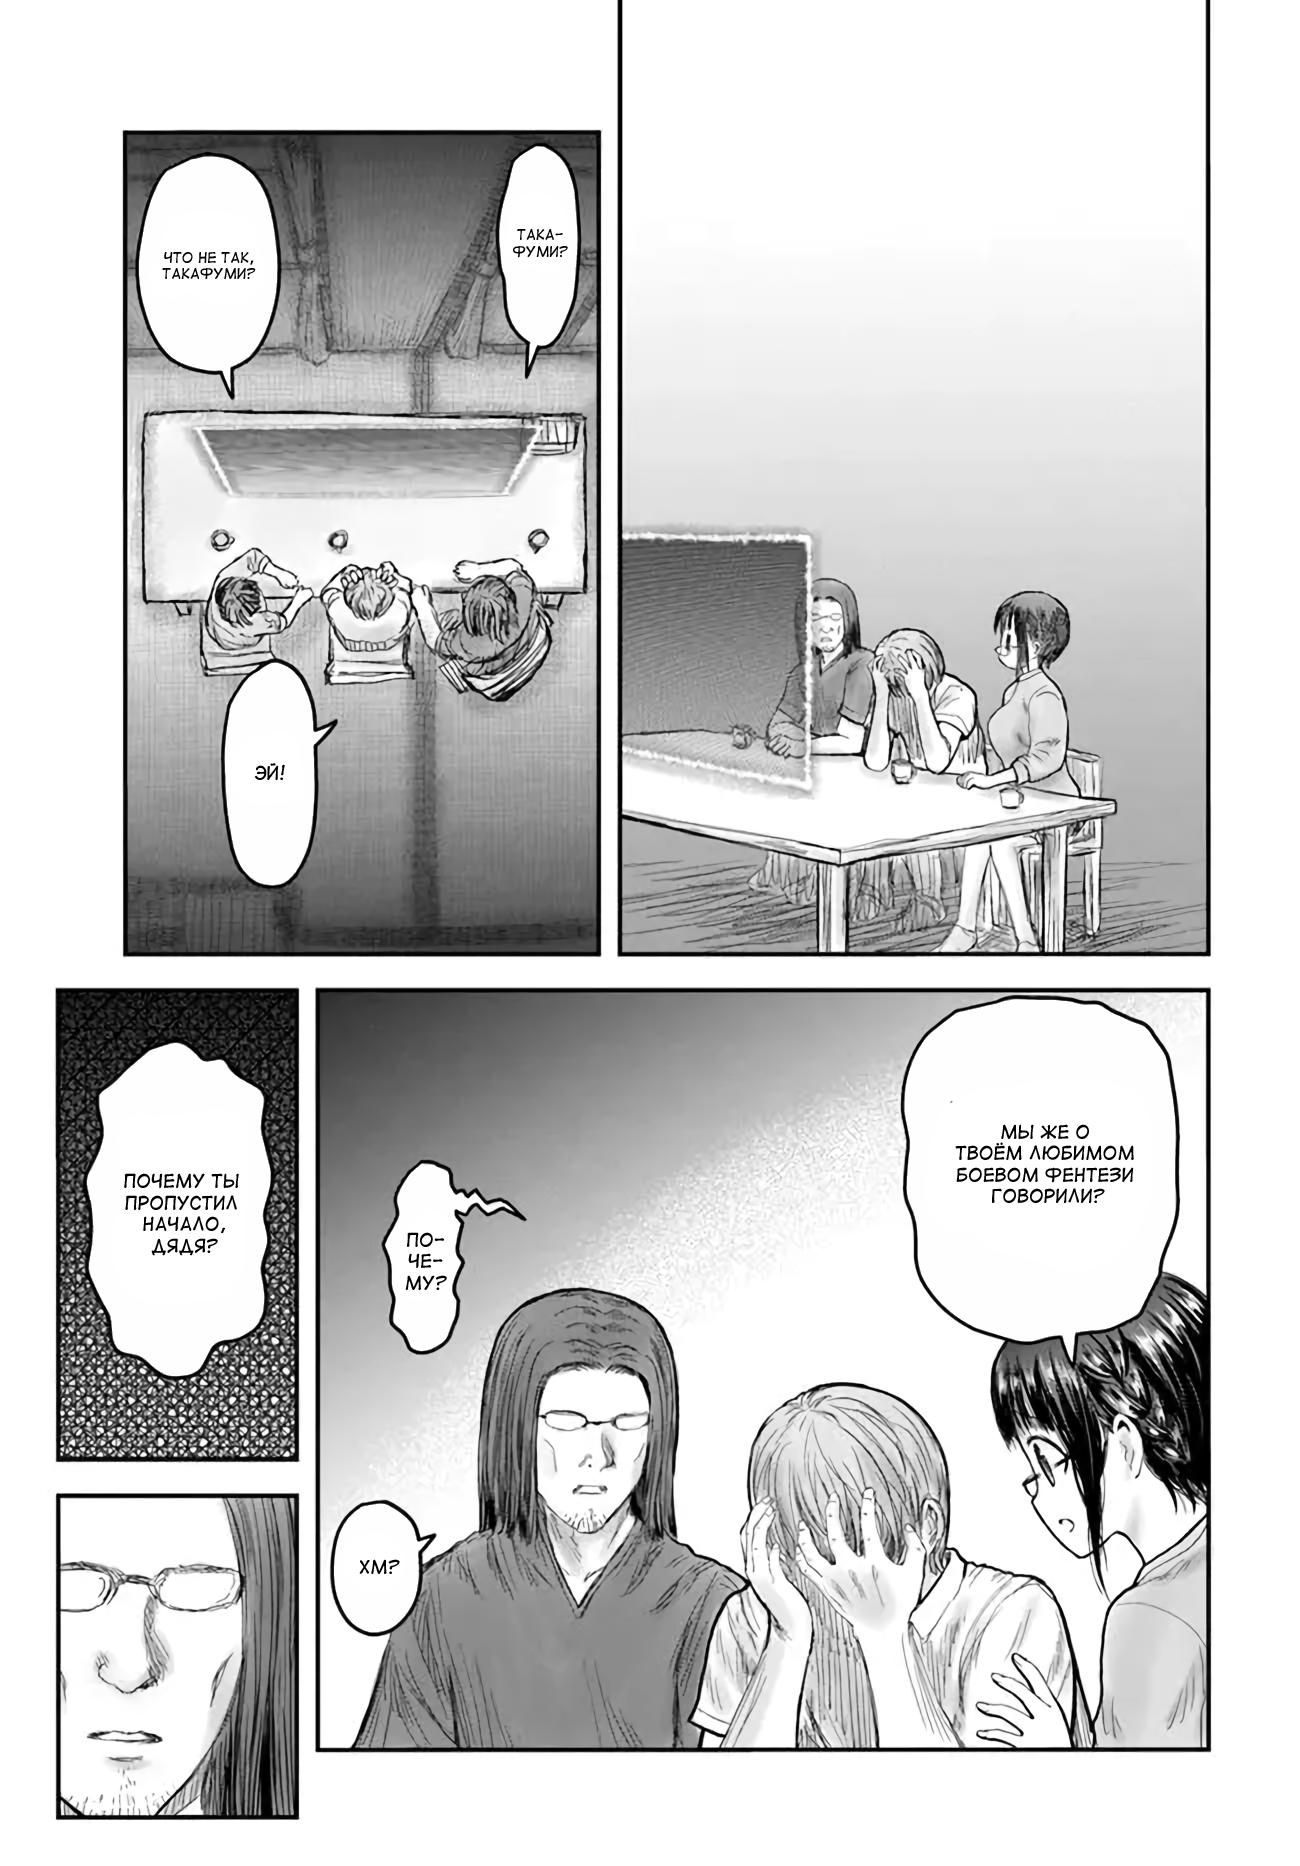 ТАКА-
ФУМИ?
ЧТО НЕ ТАК,
ТАКАФУМИ?
ЭЙ!
МЫ ЖЕ О
ТВОЁМ ЛЮБИМОМ
БОЕВОМ ФЕНТЕЗИ
ГОВОРИЛИ?
ПО-
ЧЕ-
МУ?
ХМ?
ПОЧЕМУ ТЫ
ПРОПУСТИЛ
НАЧАЛО,
ДЯДЯ?